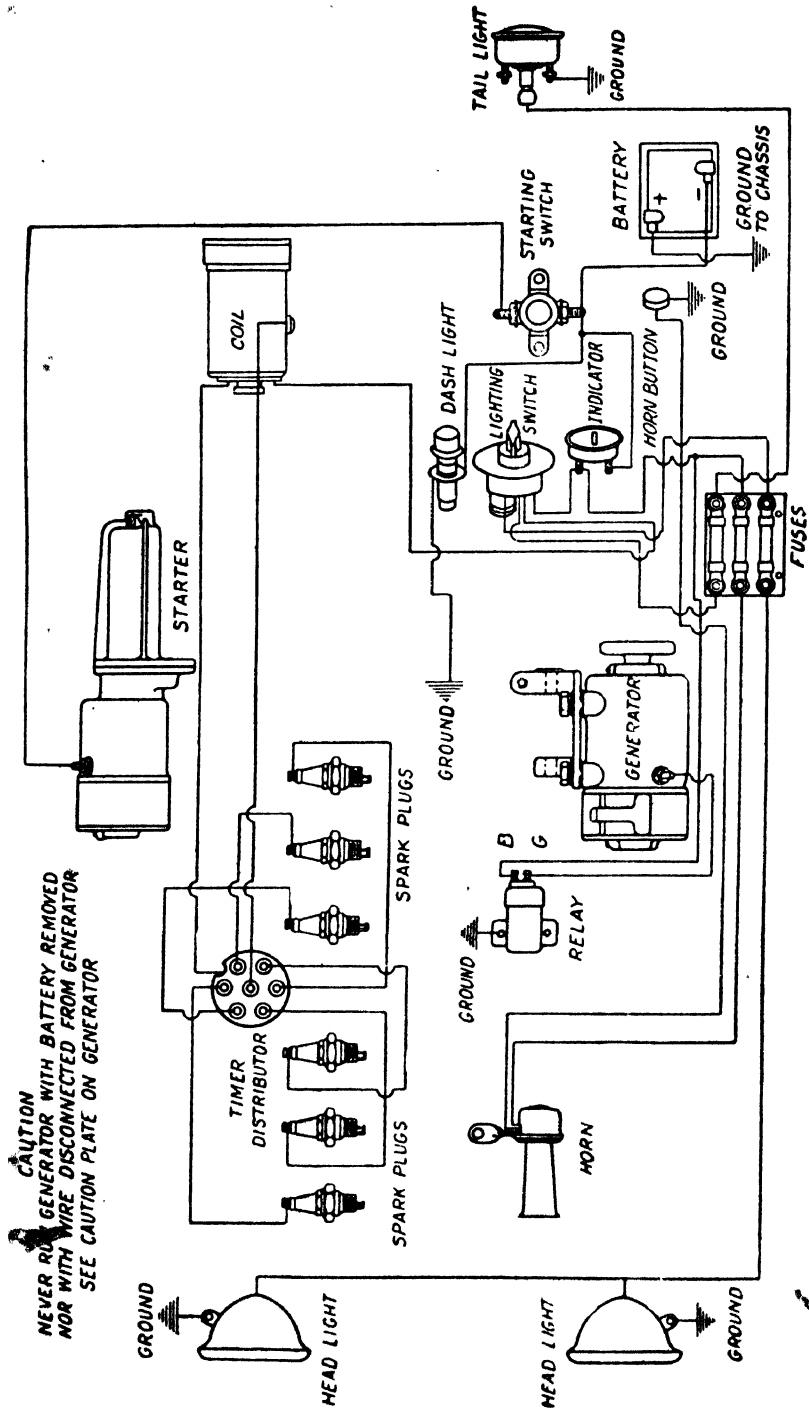 CAUTION
NEVER RUN GENERATOR WITH BATTERY REMOVED
NOR WITH WIRE DISCONNECTED FROM GENERATOR
SEE CAUTION PLATE ON GENERATOR
STARTER
COIL
TIMER
DISTRIBUTOR
SPARK PLUGS
SPARK PLUGS
GROUND
HEAD LIGHT
GROUND
DASH LIGHT
LIGHTING
SWITCH
STARTING
SWITCH
INDICATOR
HORN BUTTON
GROUND
TAIL LIGHT
GROUND
BATTERY
+
-
GROUND
TO CHASSIS
GENERATOR
B
G
GROUND
RELAY
HORN
FUSES
HEAD LIGHT
GROUND